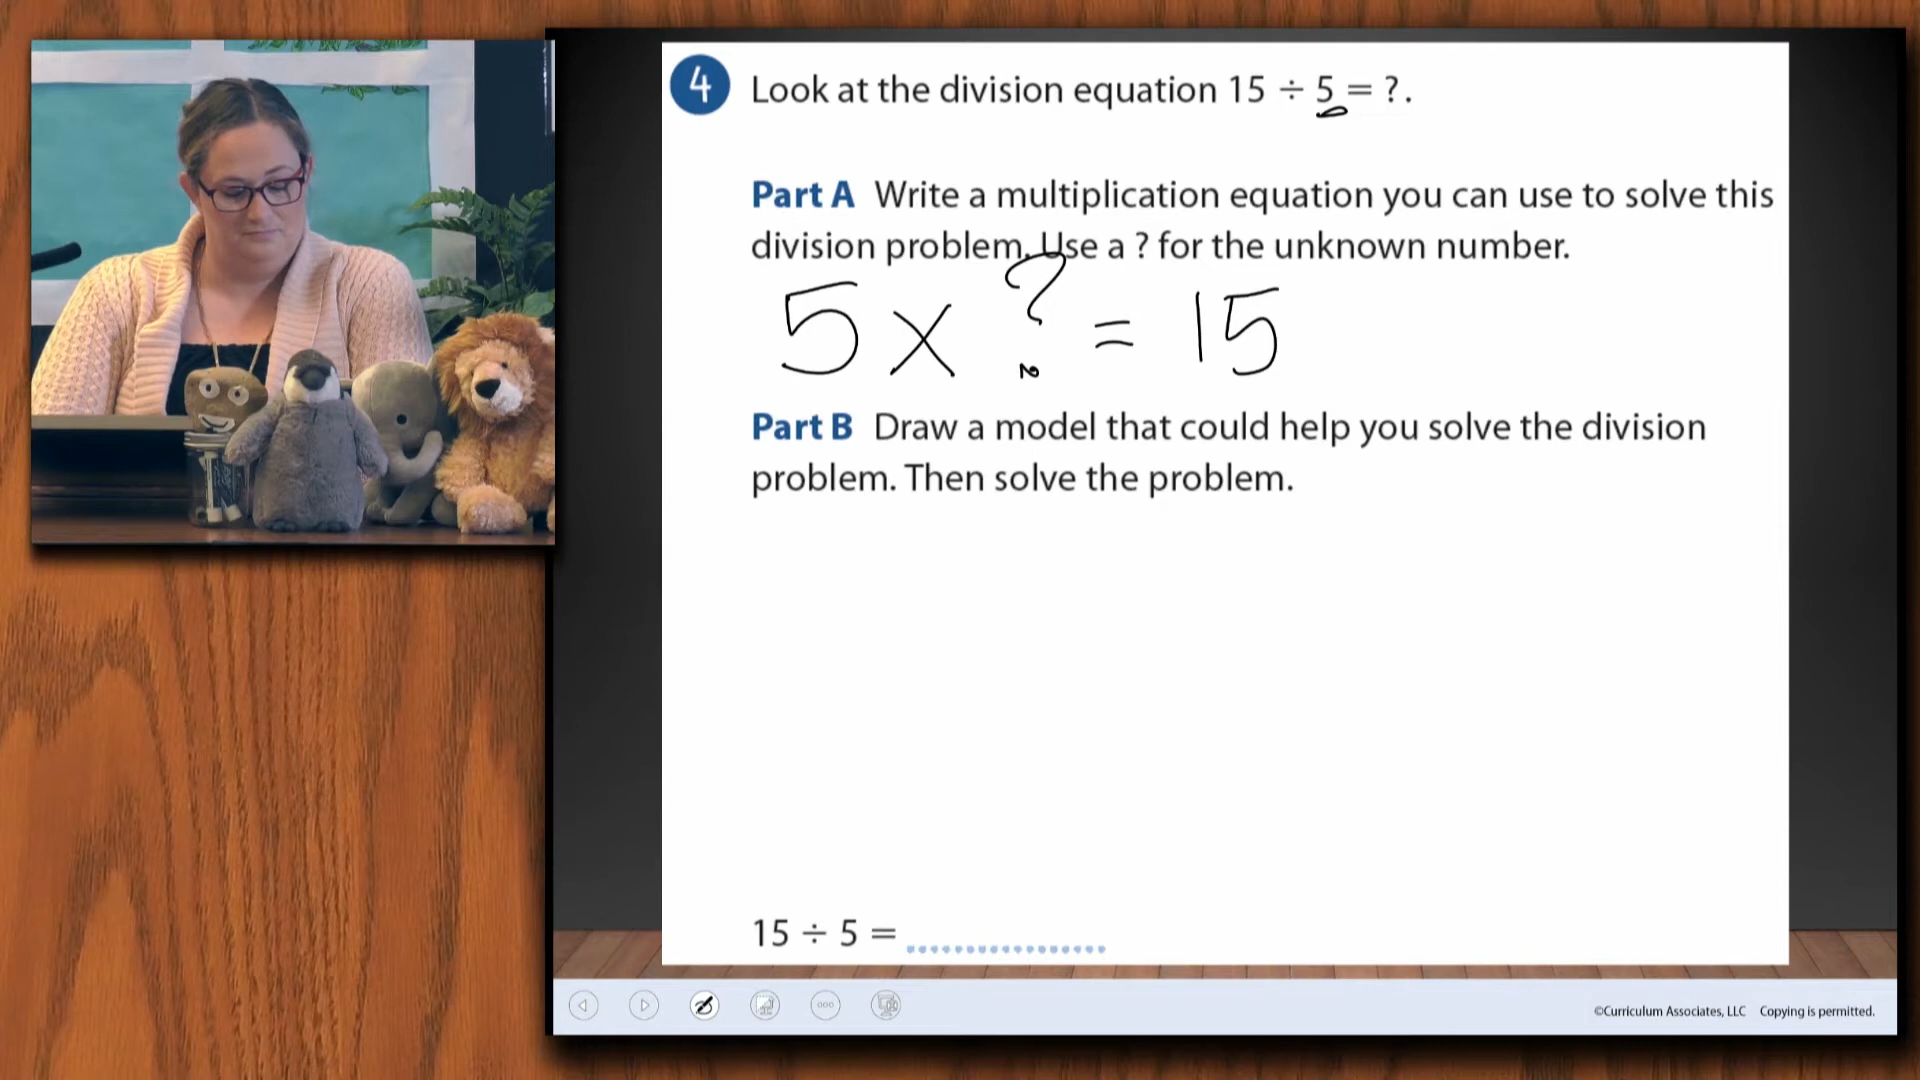 4 Look at the division equation 15 ÷ 5 = ?.
Part A Write a multiplication equation you can use to solve this
division problem. Use a ? for the unknown number.
5 x ? = 15
Part B Draw a model that could help you solve the division
problem. Then solve the problem.
15 ÷ 5 =
©Curriculum Associates, LLC Copying is permitted.